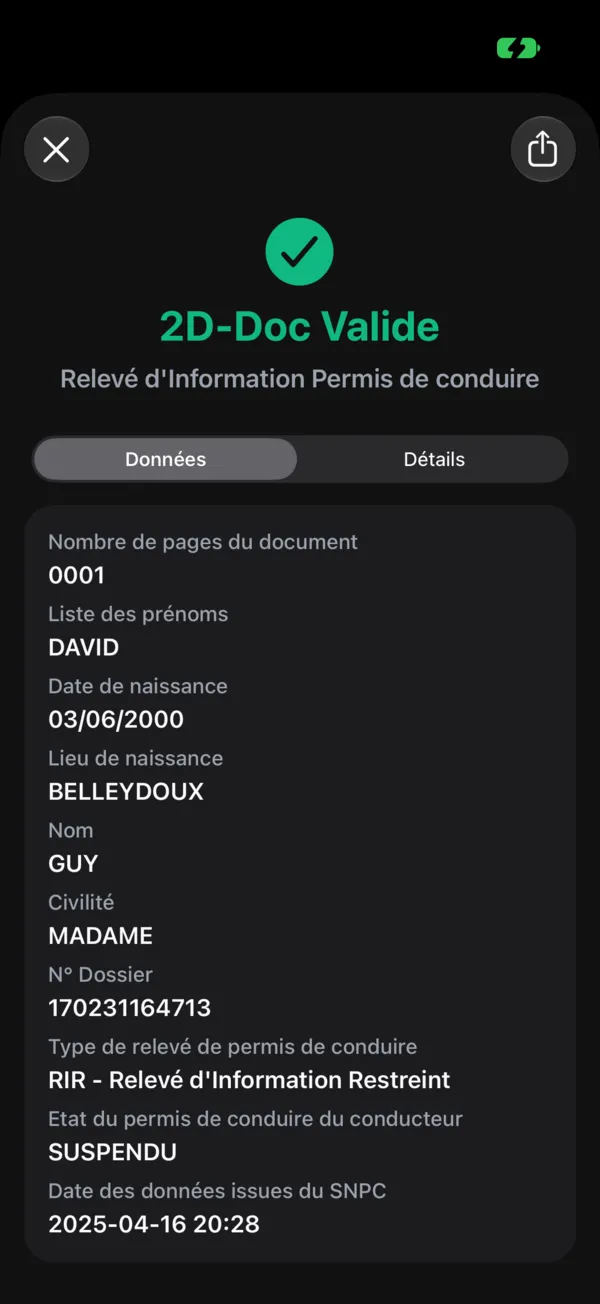 2D-Doc Valide
Relevé d'Information Permis de conduire
Données
Détails
Nombre de pages du document
0001
Liste des prénoms
DAVID
Date de naissance
03/06/2000
Lieu de naissance
BELLEYDOUX
Nom
GUY
Civilité
MADAME
N° Dossier
170231164713
Type de relevé de permis de conduire
RIR - Relevé d'Information Restreint
Etat du permis de conduire du conducteur
SUSPENDU
Date des données issues du SNPC
2025-04-16 20:28